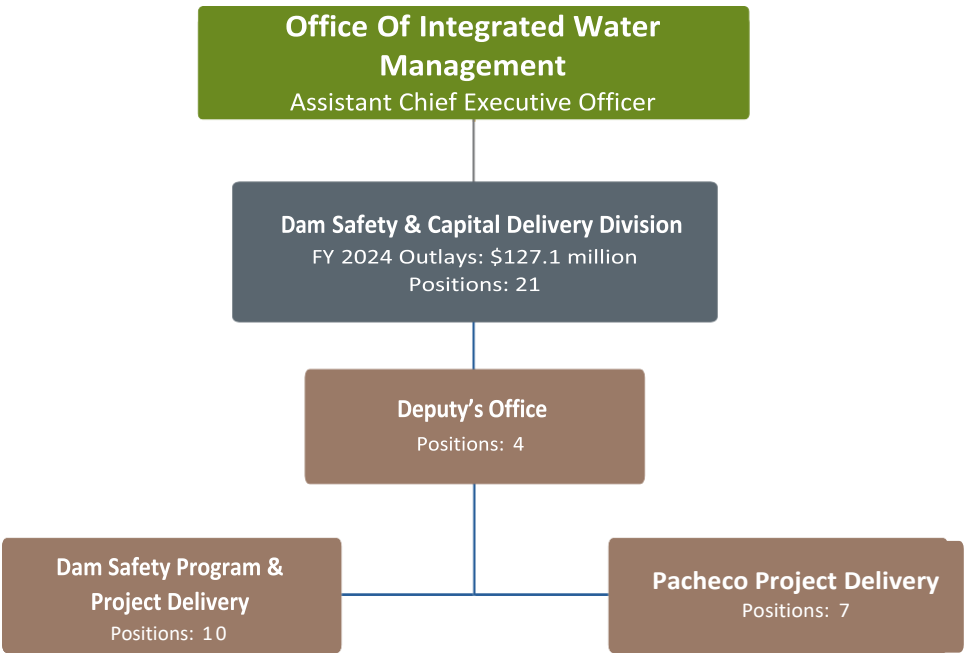 Office Of Integrated Water
Management
Assistant Chief Executive Officer
Dam Safety & Capital Delivery Division
FY 2024 Outlays: $127.1 million
Positions: 21
Deputy’s Office
Positions: 4
Dam Safety Program &
Project Delivery
Positions: 10
Pacheco Project Delivery
Positions: 7